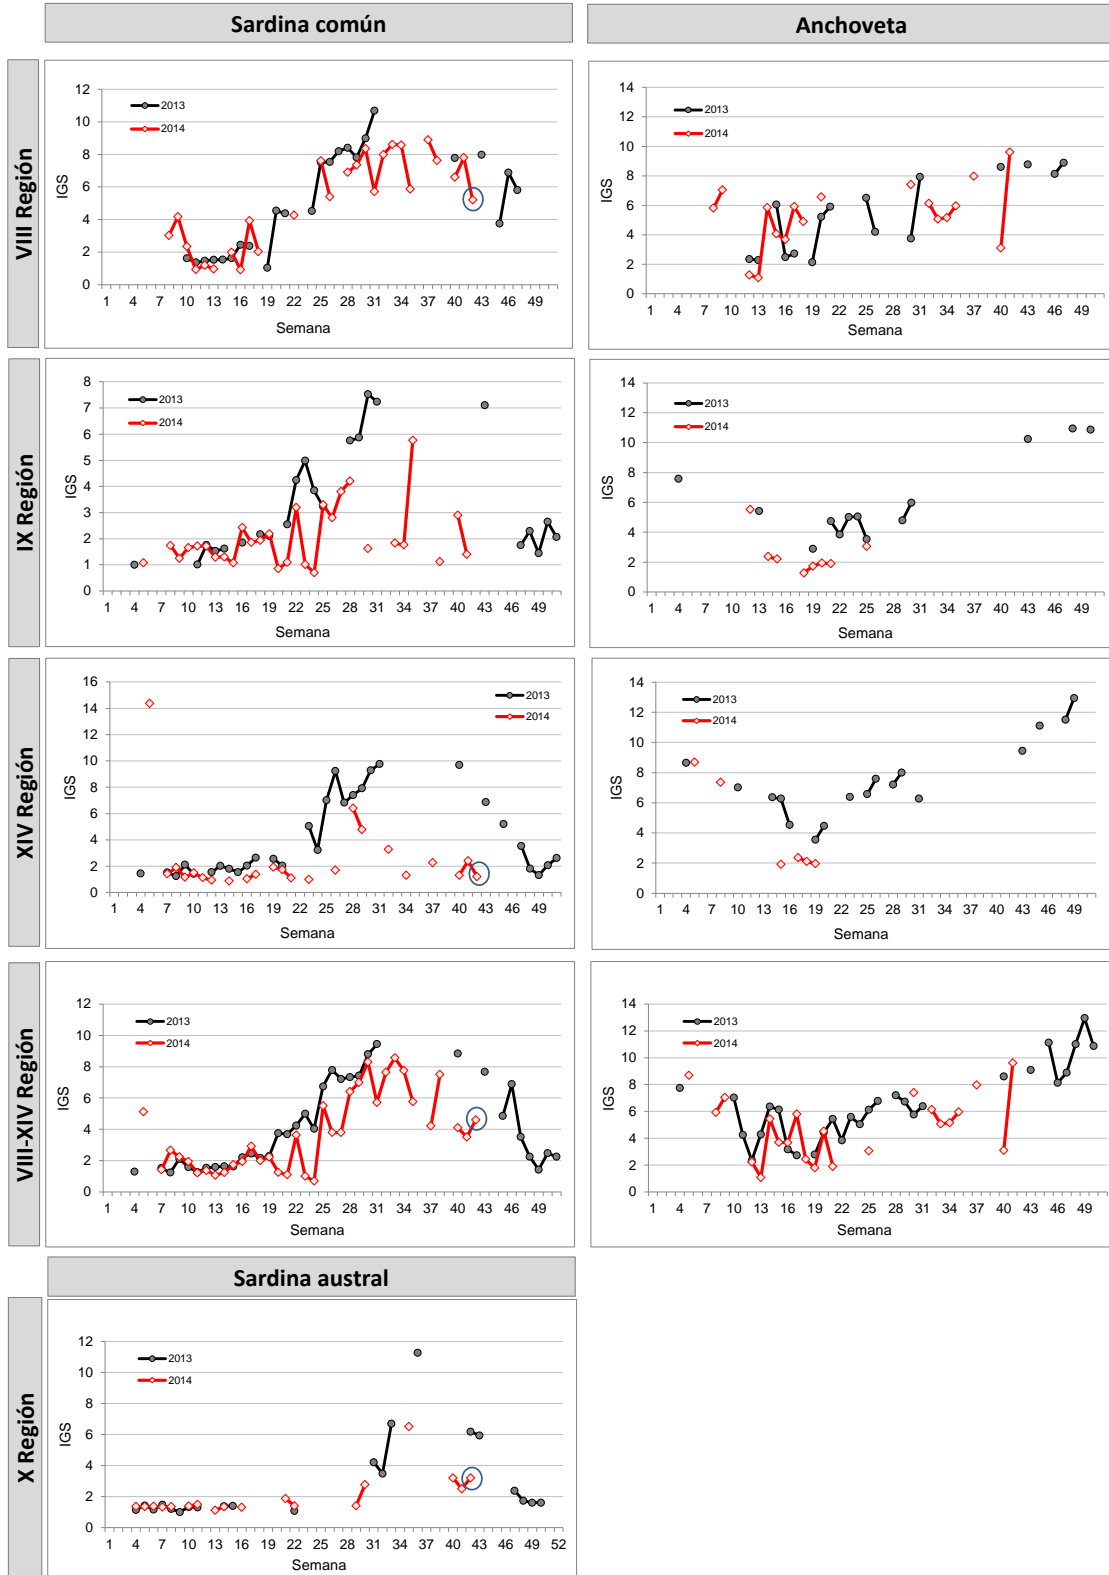 Sardina común
Anchoveta
VIII Región
12
10
8
6
4
2
0
IGS
2013
2014
1 4 7 10 13 16 19 22 25 28 31 34 37 40 43 46 49
Semana
14
12
10
8
6
4
2
0
IGS
2013
2014
1 4 7 10 13 16 19 22 25 28 31 34 37 40 43 46 49
Semana
IX Región
8
7
6
5
4
3
2
1
0
IGS
2013
2014
1 4 7 10 13 16 19 22 25 28 31 34 37 40 43 46 49
Semana
14
12
10
8
6
4
2
0
IGS
2013
2014
1 4 7 10 13 16 19 22 25 28 31 34 37 40 43 46 49
Semana
XIV Región
16
14
12
10
8
6
4
2
0
IGS
2013
2014
1 4 7 10 13 16 19 22 25 28 31 34 37 40 43 46 49
Semana
14
12
10
8
6
4
2
0
IGS
2013
2014
1 4 7 10 13 16 19 22 25 28 31 34 37 40 43 46 49
Semana
VIII-XIV Región
12
10
8
6
4
2
0
IGS
2013
2014
1 4 7 10 13 16 19 22 25 28 31 34 37 40 43 46 49
Semana
14
12
10
8
6
4
2
0
IGS
2013
2014
1 4 7 10 13 16 19 22 25 28 31 34 37 40 43 46 49
Semana
Sardina austral
X Región
12
10
8
6
4
2
0
IGS
2013
2014
1 4 7 10 13 16 19 22 25 28 31 34 37 40 43 46 49 52
Semana